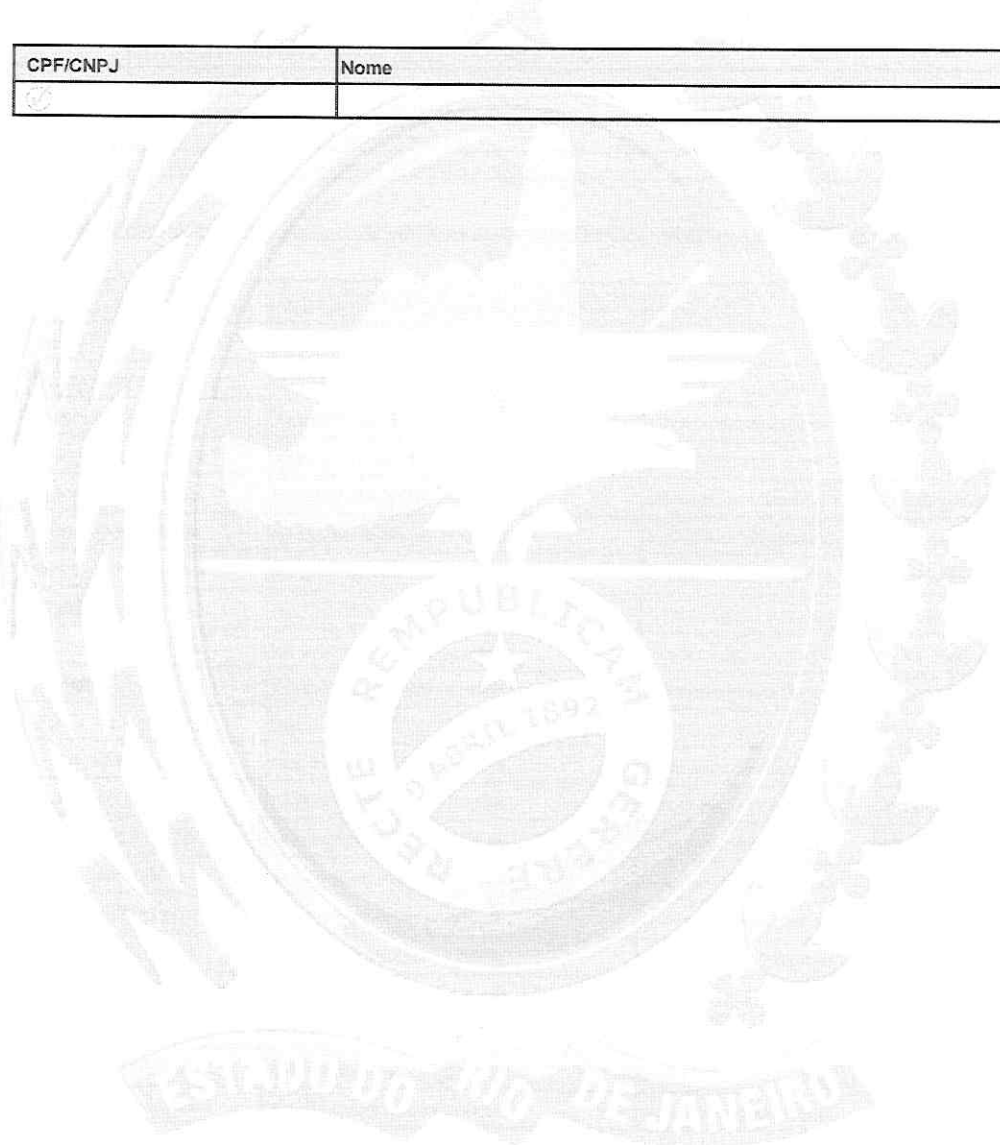 CPF/CNPJ Nome
REMPUBLICAM
9 ABRIL 1892
RECTE GERERE
ESTADO DO RIO DE JANEIRO